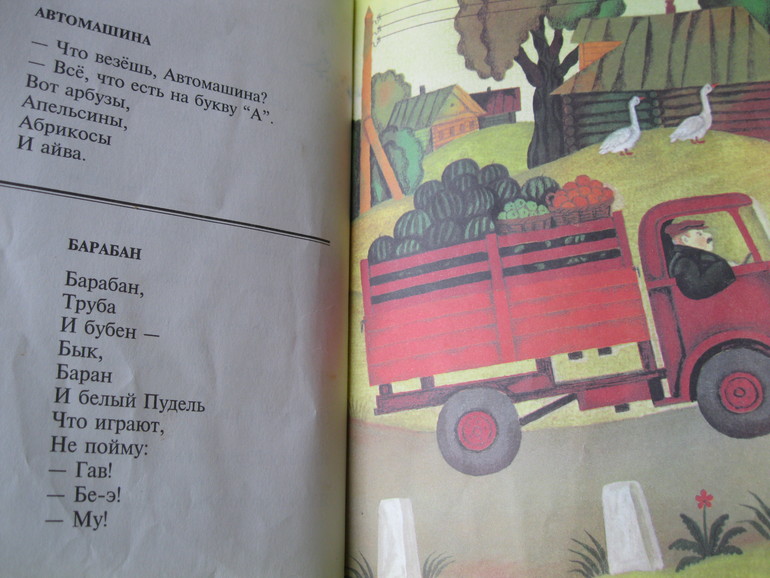 АВТОМАШИНА
— Что везёшь, Автомашина?
— Всё, что есть на букву “А”.
Вот арбузы,
Апельсины,
Абрикосы
И айва.
БАРАБАН
Барабан,
Труба
И бубен —
Бык,
Баран
И белый Пудель
Что играют,
Не пойму:
— Гав!
— Бе-э!
— Му!